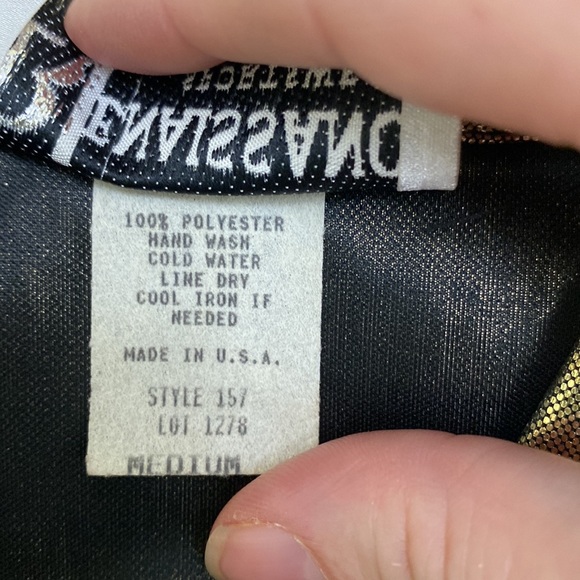 100% POLYESTER
HAND WASH
COLD WATER
LINE DRY
COOL IRON IF
NEEDED
MADE IN U.S.A.
STYLE 157
LOT 1278
MEDIUM